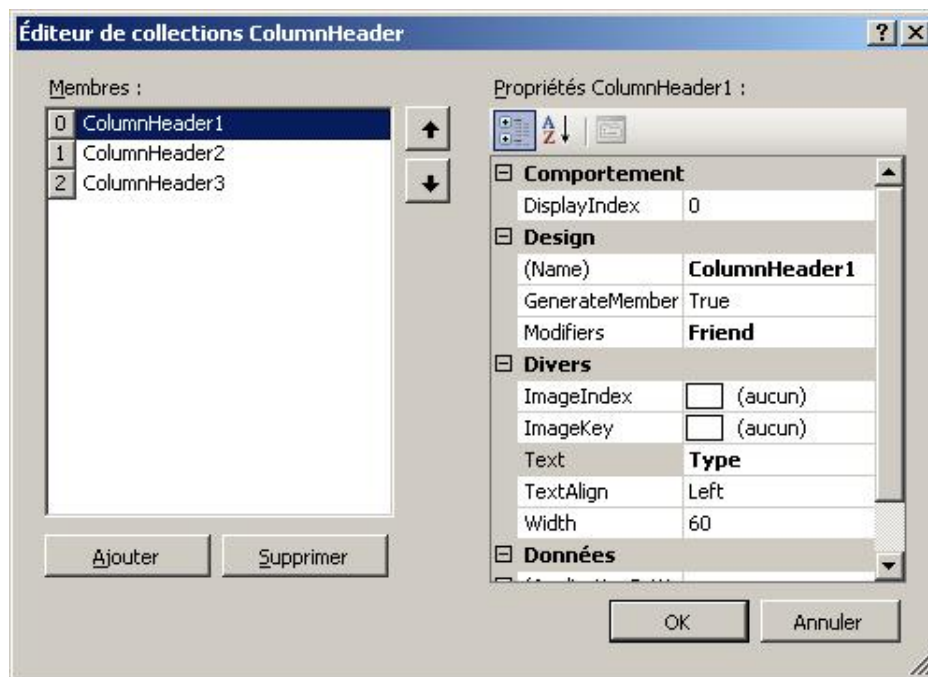 Éditeur de collections ColumnHeader
Membres :
0 ColumnHeader1
1 ColumnHeader2
2 ColumnHeader3
Ajouter
Supprimer
Propriétés ColumnHeader1 :
Comportement
DisplayIndex 0
Design
(Name) ColumnHeader1
GenerateMember True
Modifiers Friend
Divers
ImageIndex (aucun)
ImageKey (aucun)
Text Type
TextAlign Left
Width 60
Données
OK
Annuler